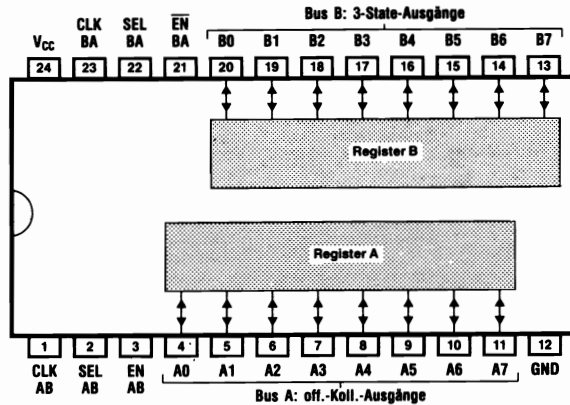 Bus B: 3-State-Ausgänge
CLK SEL EN
VCC BA BA BA B0 B1 B2 B3 B4 B5 B6 B7
24 23 22 21 20 19 18 17 16 15 14 13
Register B
Register A
1 2 3 4 5 6 7 8 9 10 11 12
CLK SEL EN A0 A1 A2 A3 A4 A5 A6 A7 GND
AB AB AB
Bus A: off.-Koll.-Ausgänge